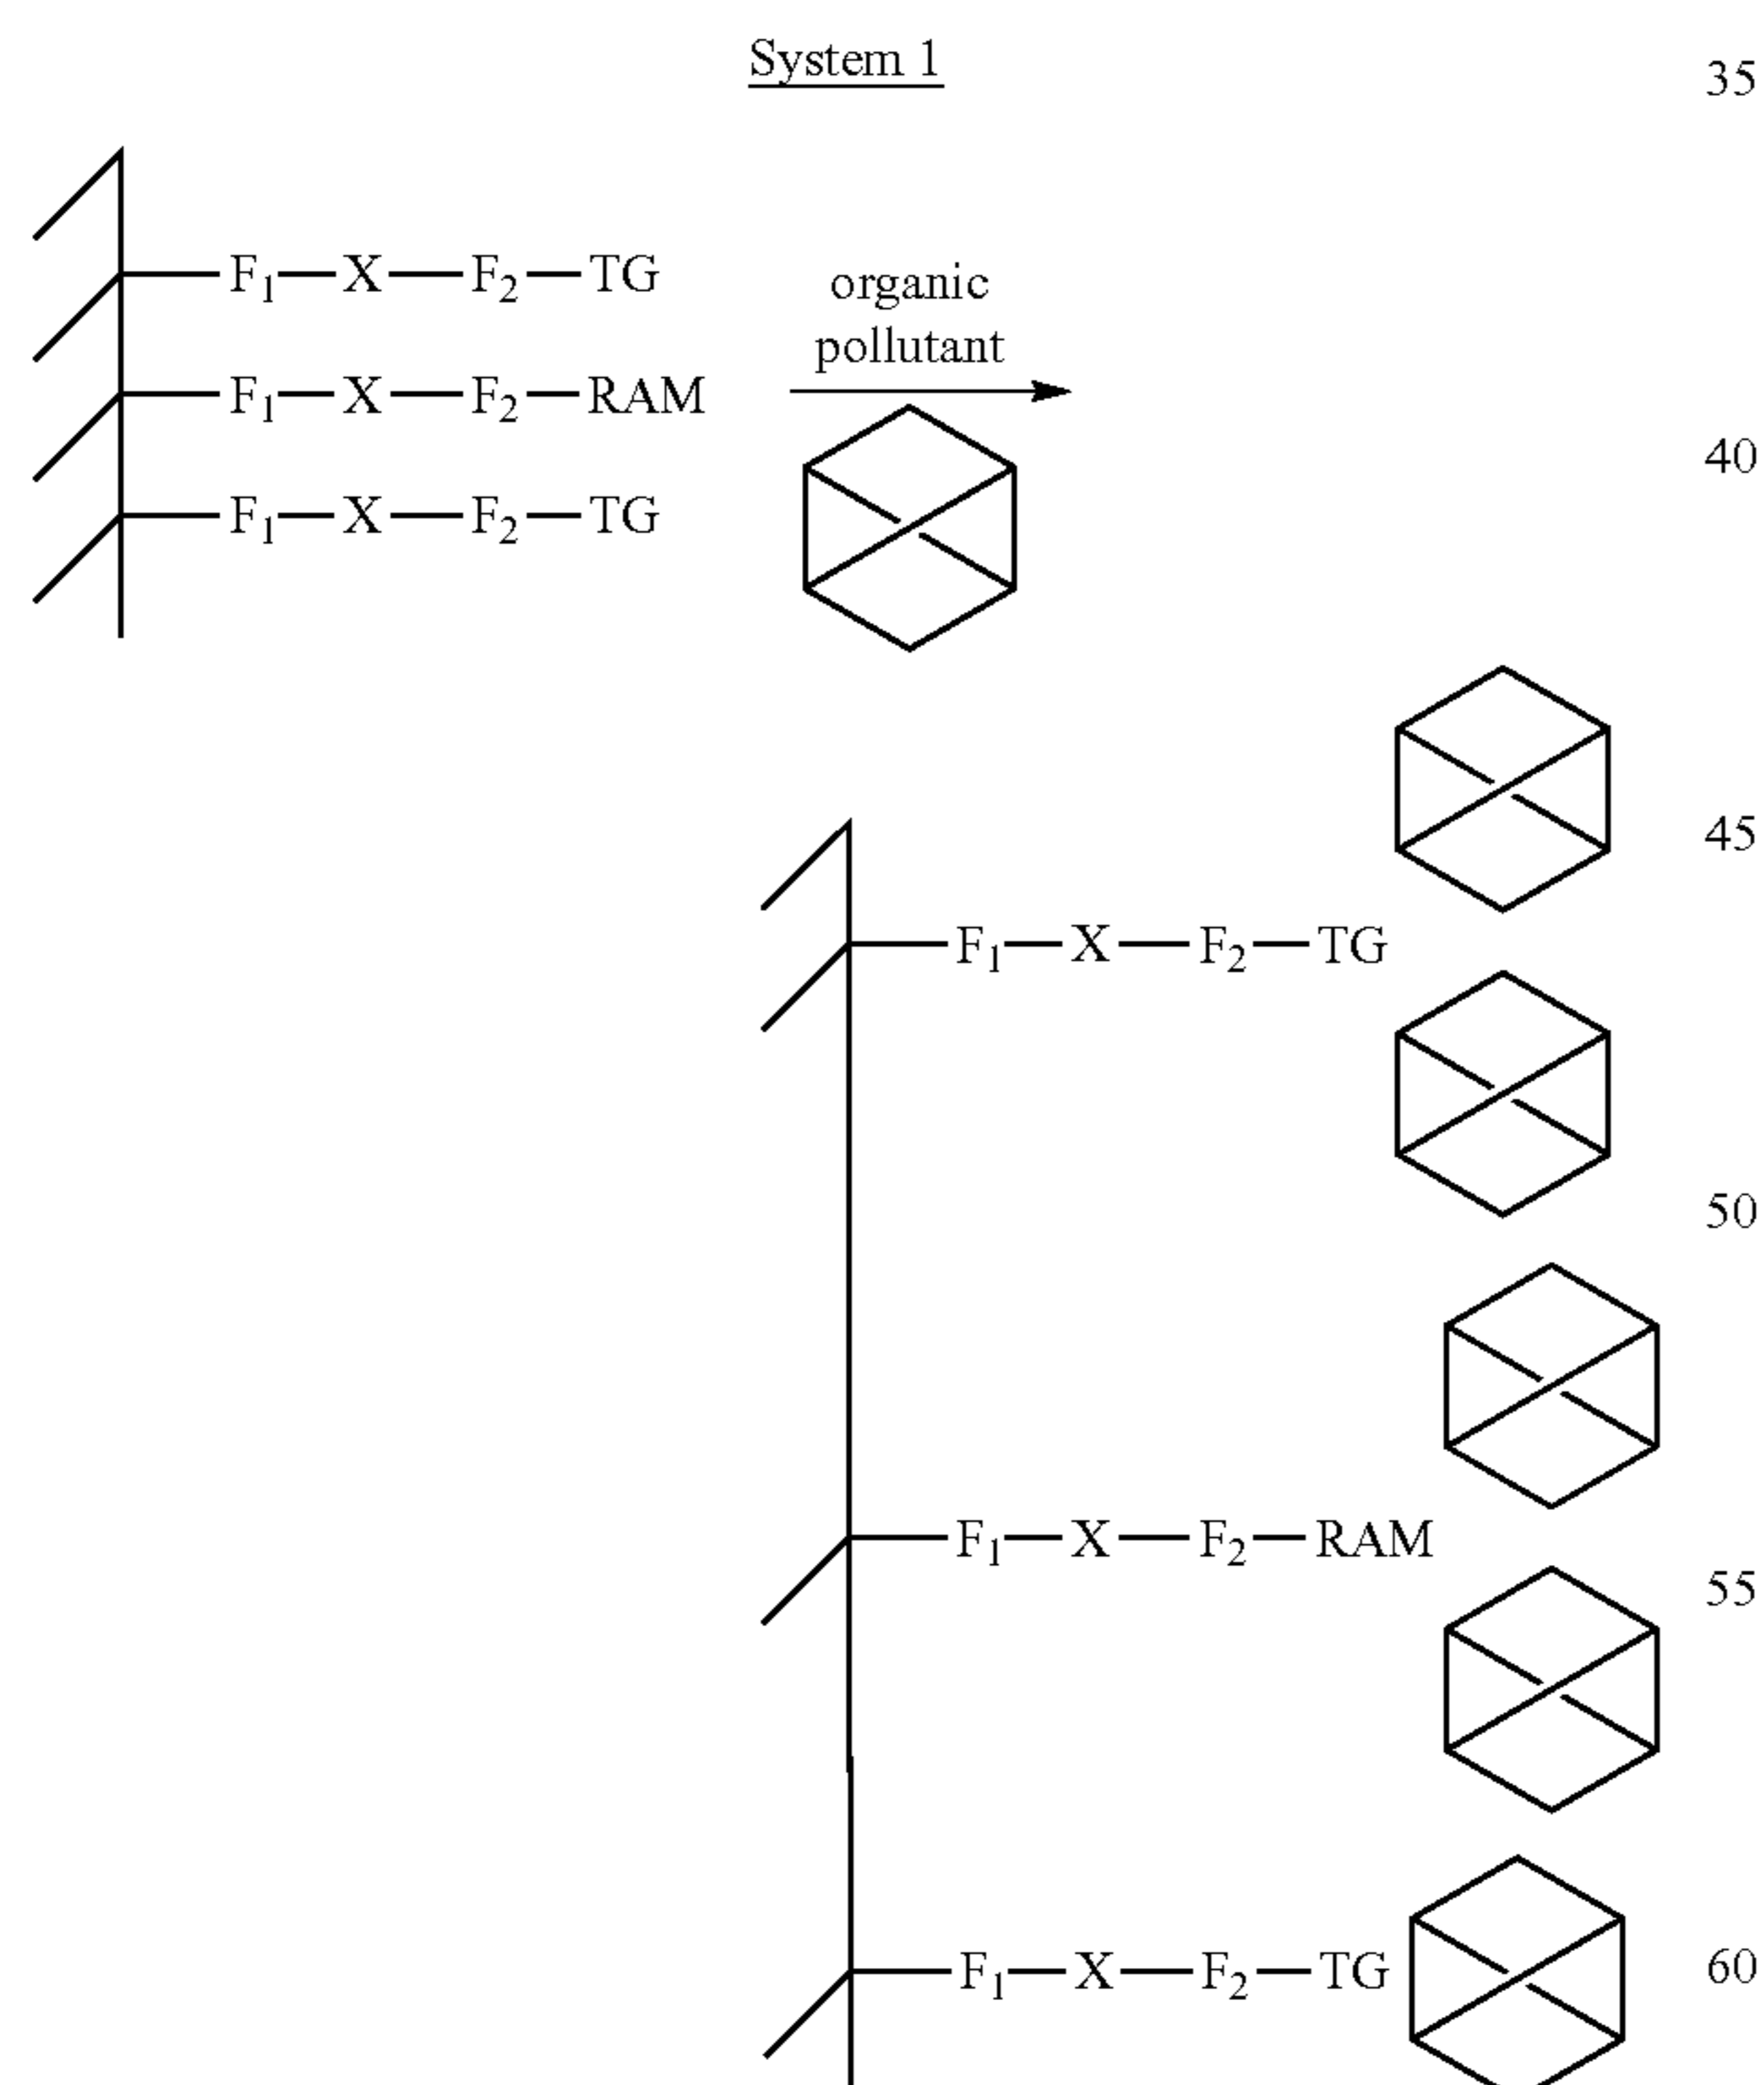 System 1
35
F₁—X—F₂—TG
organic
pollutant
F₁—X—F₂—RAM
40
F₁—X—F₂—TG
45
F₁—X—F₂—TG
50
F₁—X—F₂—RAM
55
F₁—X—F₂—TG
60